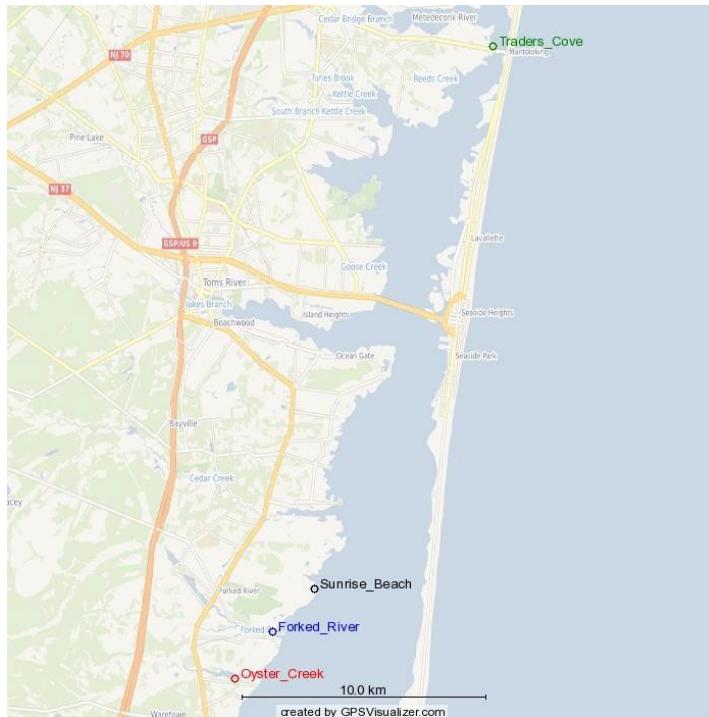 Cedar Bridge Branch
Metedeconk River
Traders_Cove
Mantoloking
NJ 70
Tunes Brook
Reeds Creek
Kettle Creek
South Branch Kettle Creek
GSP
Pine Lake
NJ 37
Lavallette
GSP;US 9
Goose Creek
Toms River
Jakes Branch
Island Heights
Seaside Heights
Beachwood
Ocean Gate
Seaside Park
Bayville
Cedar Creek
acey
Sunrise_Beach
Forked River
Forked_River
Oyster_Creek
10.0 km
Waretown
created by GPSVisualizer.com